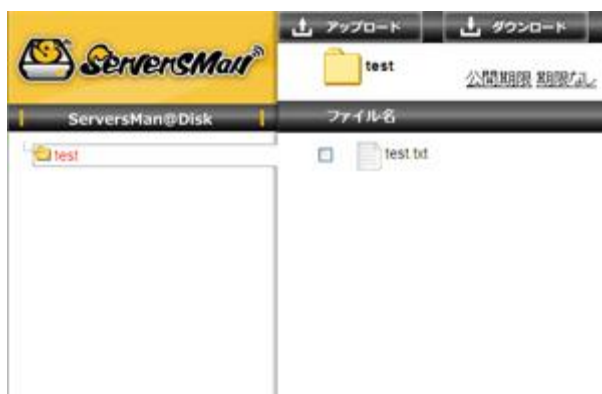 アップロード ダウンロード
ServersMan
test
公開期限 期限なし
ServersMan@Disk
ファイル名
test
test.txt